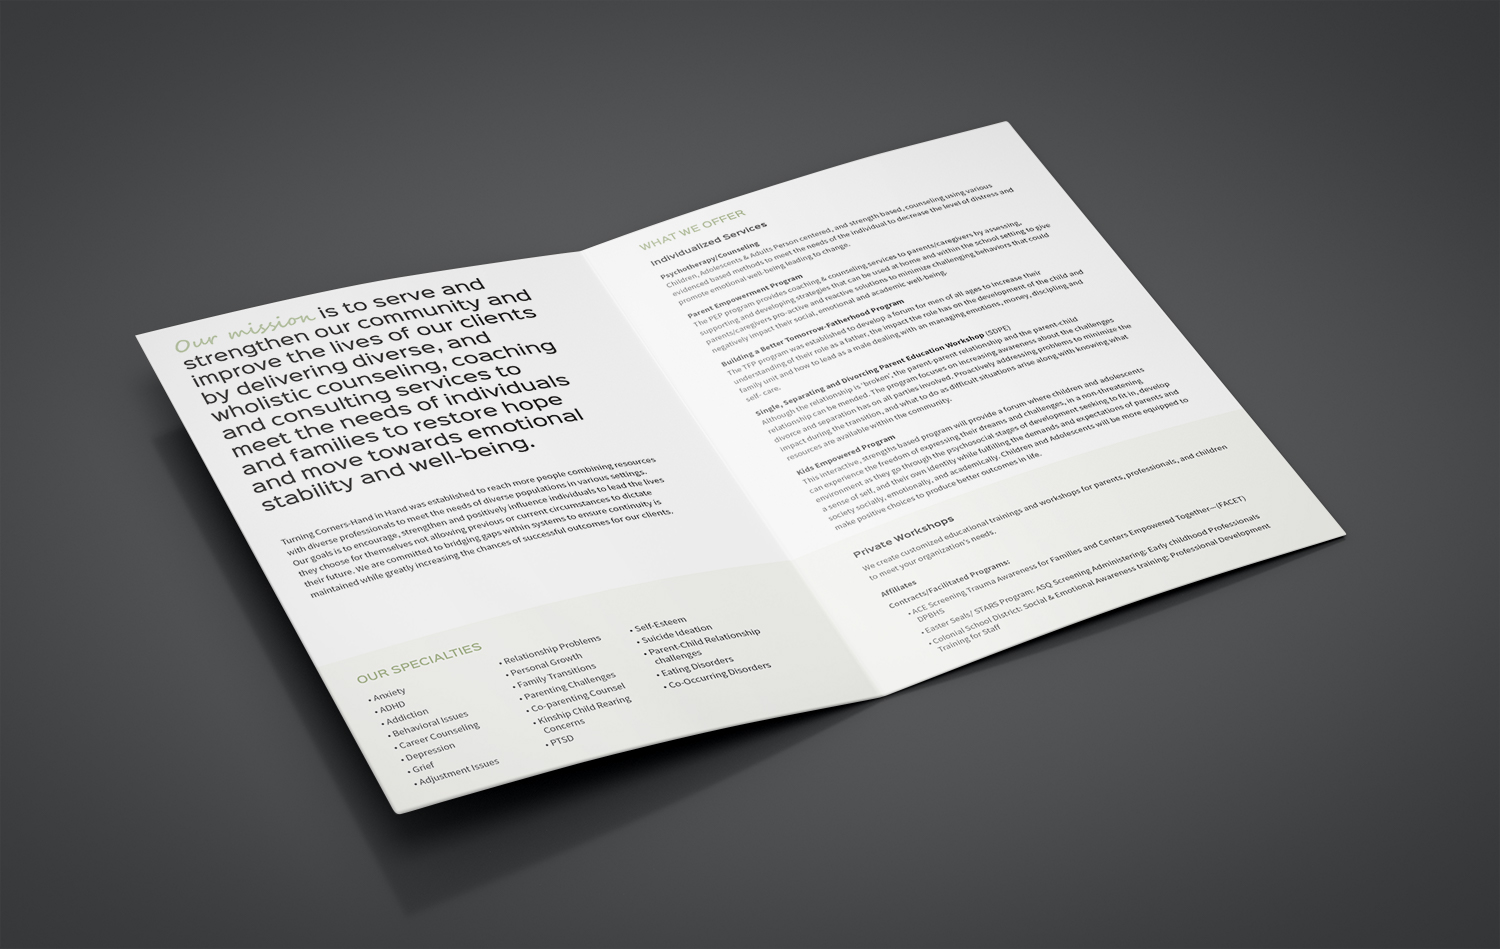 Our mission is to serve and
strengthen our community and
improve the lives of our clients
by delivering diverse, and
wholistic counseling, coaching
and consulting services to
meet the needs of individuals
and families to restore hope
and move towards emotional
stability and well-being.
Turning Corners-Hand in Hand was established to reach more people combining resources
with diverse professionals to meet the needs of diverse populations in various settings.
Our goals is to encourage, strengthen and positively influence individuals to lead the lives
they choose for themselves not allowing previous or current circumstances to dictate
their future. We are committed to bridging gaps within systems to ensure continuity is
maintained while greatly increasing the chances of successful outcomes for our clients.
OUR SPECIALTIES
• Anxiety
• ADHD
• Addiction
• Behavioral Issues
• Career Counseling
• Depression
• Grief
• Adjustment Issues
• Relationship Problems
• Personal Growth
• Family Transitions
• Parenting Challenges
• Co-parenting Counsel
• Kinship Child Rearing
Concerns
• PTSD
• Self-Esteem
• Suicide Ideation
• Parent-Child Relationship
challenges
• Eating Disorders
• Co-Occurring Disorders
WHAT WE OFFER
Individualized Services
Psychotherapy/Counseling
Children, Adolescents & Adults Person centered, and strength based, counseling using various
evidenced based methods to meet the needs of the individual to decrease the level of distress and
promote emotional well-being leading to change.
Parent Empowerment Program
The PEP program provides coaching & counseling services to parents/caregivers by assessing,
supporting and developing strategies that can be used at home and within the school setting to give
parents/caregivers pro-active and reactive solutions to minimize challenging behaviors that could
negatively impact their social, emotional and academic well-being.
Building a Better Tomorrow-Fatherhood Program
The TFP program was established to develop a forum for men of all ages to increase their
understanding of their role as a father, the impact the role has on the development of the child and
family unit and how to lead as a male dealing with an managing emotions, money, discipling and
self- care.
Single, Separating and Divorcing Parent Education Workshop (SDPE)
Although the relationship is 'broken', the parent-parent relationship and the parent-child
relationship can be mended. The program focuses on increasing awareness about the challenges
divorce and separation has on all parties involved. Proactively addressing problems to minimize the
impact during the transition, and what to do as difficult situations arise along with knowing what
resources are available within the community.
Kids Empowered Program
This interactive, strengths based program will provide a forum where children and adolescents
can experience the freedom of expressing their dreams and challenges, in a non-threatening
environment as they go through the psychosocial stages of development seeking to fit in, develop
a sense of self, and their own identity while fulfilling the demands and expectations of parents and
society socially, emotionally, and academically. Children and Adolescents will be more equipped to
make positive choices to produce better outcomes in life.
Private Workshops
We create customized educational trainings and workshops for parents, professionals, and children
to meet your organization's needs.
Affiliates
Contracts/Facilitated Programs:
• ACE Screening Trauma Awareness for Families and Centers Empowered Together—(FACET)
DPBHS
• Easter Seals/ STARS Program: ASQ Screening Administering: Early childhood Professionals
• Colonial School District: Social & Emotional Awareness training: Professional Development
Training for Staff